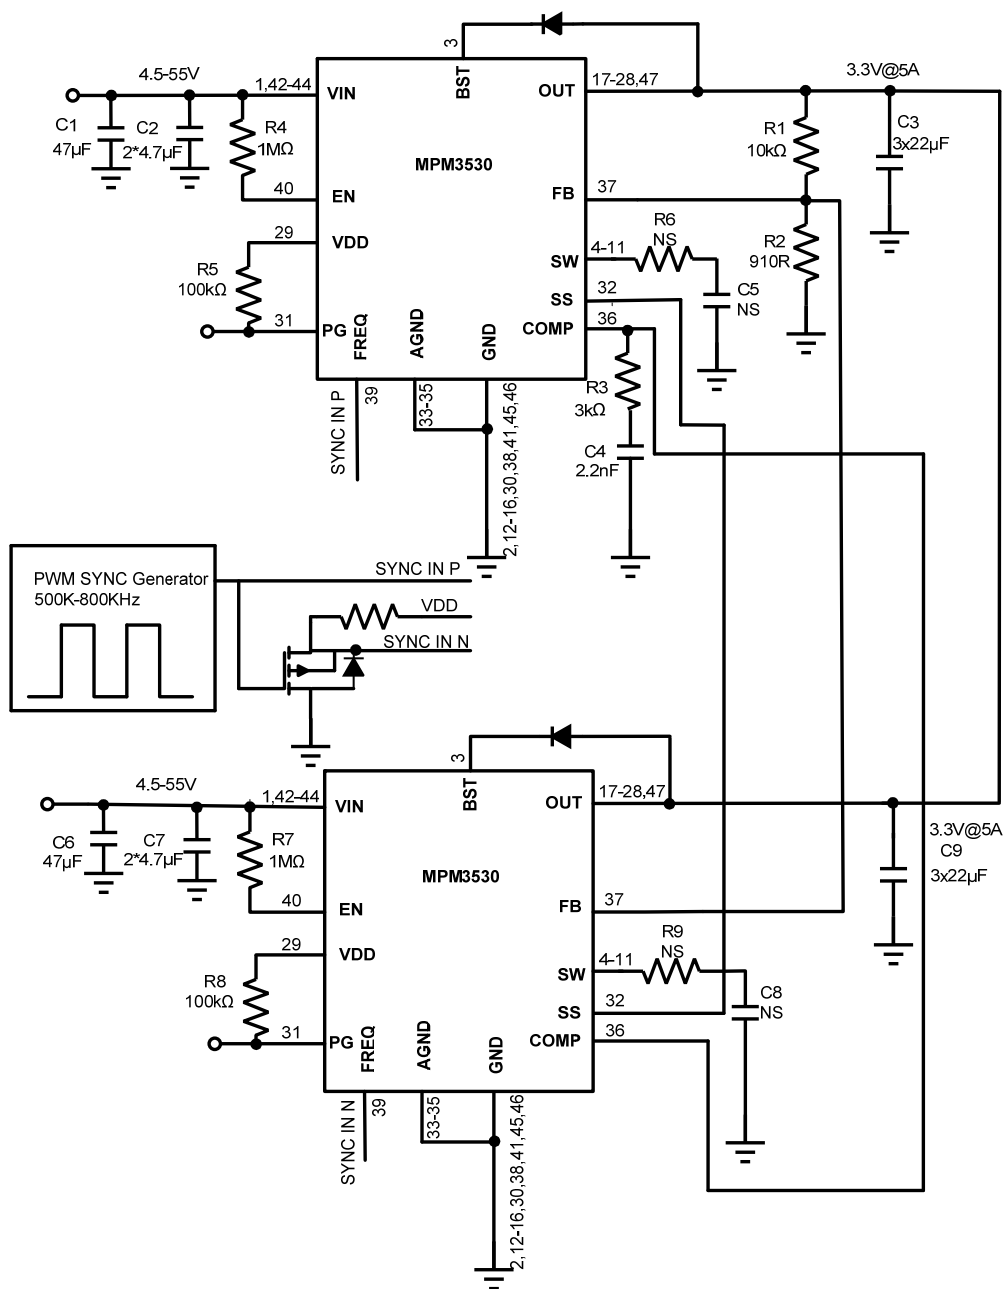 3
4.5-55V
1,42-44
VIN
BST
OUT
17-28,47
3.3V@5A
C1
47µF
C2
2*4.7µF
R4
1MΩ
R1
10kΩ
C3
3x22µF
MPM3530
40
EN
FB
37
29
VDD
R6
NS
R2
910R
SW
4-11
R5
100kΩ
SS
32
C5
NS
COMP
36
31
PG
FREQ
AGND
GND
39
33-35
2,12-16,30,38,41,45,46
SYNC IN P
R3
3kΩ
C4
2.2nF
PWM SYNC Generator
500K-800KHz
SYNC IN P
VDD
SYNC IN N
3
4.5-55V
1,42-44
VIN
BST
OUT
17-28,47
3.3V@5A
C6
47µF
C7
2*4.7µF
R7
1MΩ
C9
3x22µF
MPM3530
40
EN
FB
37
29
VDD
R9
NS
SW
4-11
R8
100kΩ
C8
NS
SS
32
COMP
36
31
PG
FREQ
AGND
GND
39
33-35
2,12-16,30,38,41,45,46
SYNC IN N